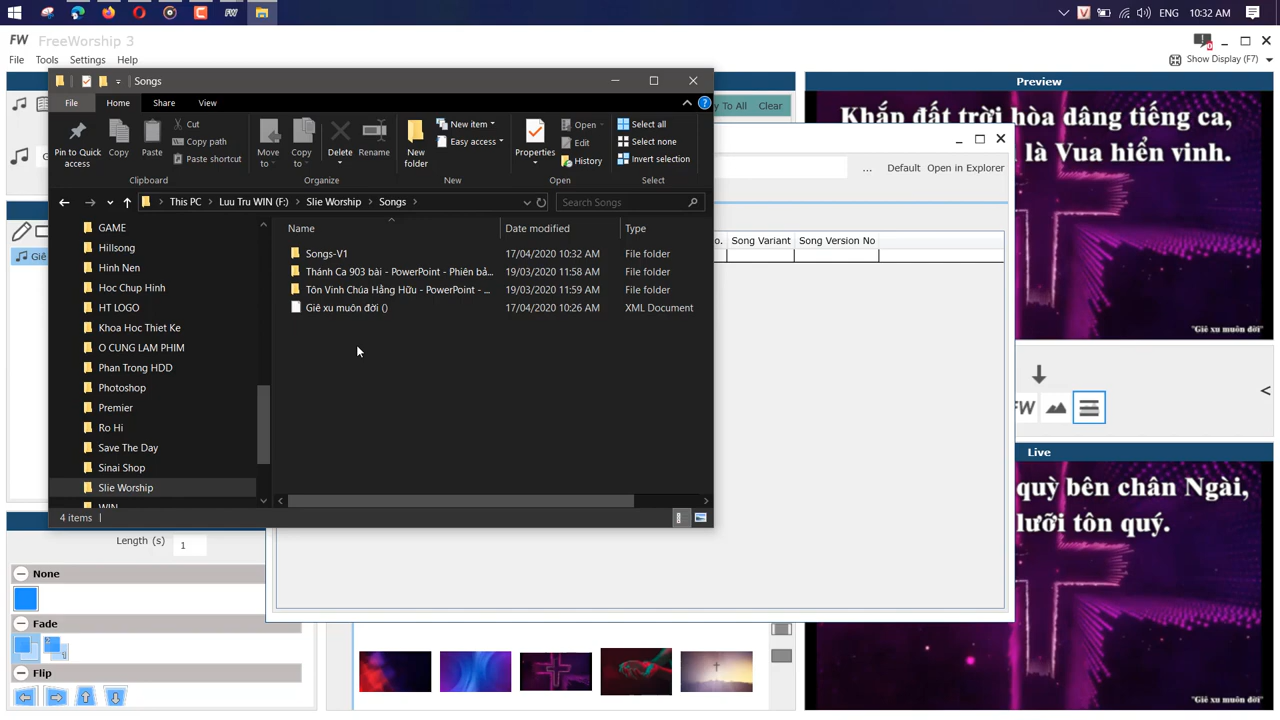 ENG 10:32 AM
FW FreeWorship 3
File Tools Settings Help
Show Display (F7)
Songs
File Home Share View
Pin to Quick access
Copy
Paste
Cut
Copy path
Paste shortcut
Clipboard
Move to
Copy to
Delete
Rename
Organize
New folder
New item
Easy access
New
Properties
Open
Edit
History
Open
Select all
Select none
Invert selection
Select
This PC > Luu Tru WIN (F:) > Slie Worship > Songs >
Search Songs
Name Date modified Type
GAME
Hillsong
Hinh Nen
Hoc Chup Hinh
HT LOGO
Khoa Hoc Thiet Ke
O CUNG LAM PHIM
Phan Trong HDD
Photoshop
Premier
Ro Hi
Save The Day
Sinai Shop
Slie Worship
WIN
Songs-V1 17/04/2020 10:32 AM File folder
Thánh Ca 903 bài - PowerPoint - Phiên bả... 19/03/2020 11:58 AM File folder
Tôn Vinh Chúa Hằng Hữu - PowerPoint - ... 19/03/2020 11:59 AM File folder
Giê xu muôn đời () 17/04/2020 10:26 AM XML Document
4 items
y To All Clear
... Default Open in Explorer
o. Song Variant Song Version No
Giê
Length (s) 1
None
Fade
Flip
Preview
Khắp đất trời hòa dâng tiếng ca,
là Vua hiển vinh.
"Giê xu muôn đời"
FW
<
Live
quỳ bên chân Ngài,
lưỡi tôn quý.
"Giê xu muôn đời"